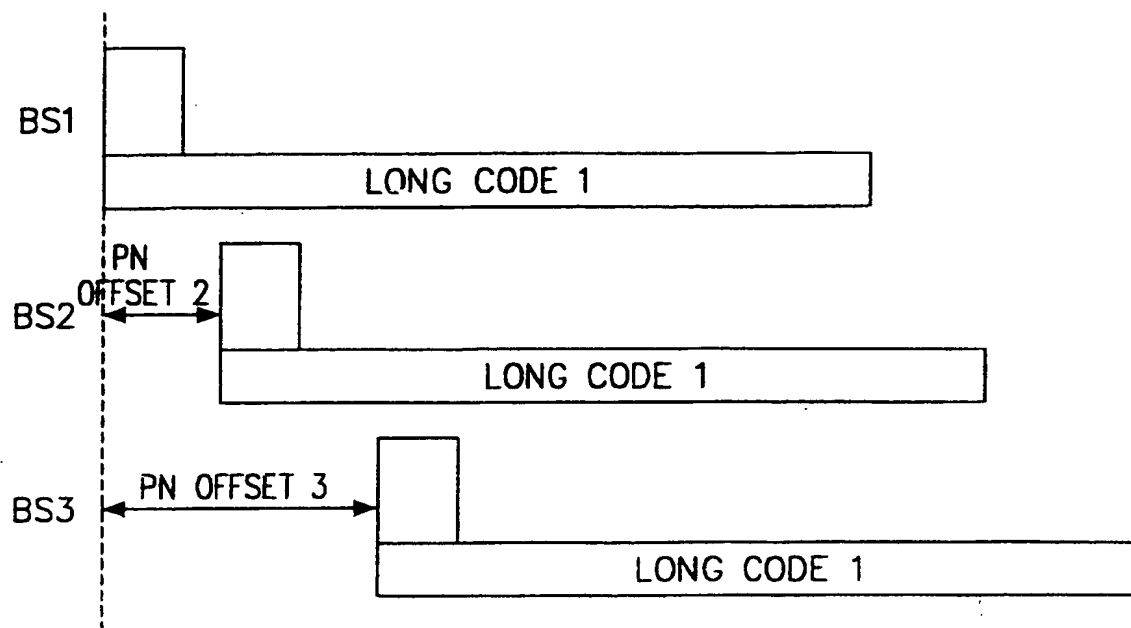 BS1
LONG CODE 1
PN
OFFSET 2
BS2
LONG CODE 1
PN OFFSET 3
BS3
LONG CODE 1